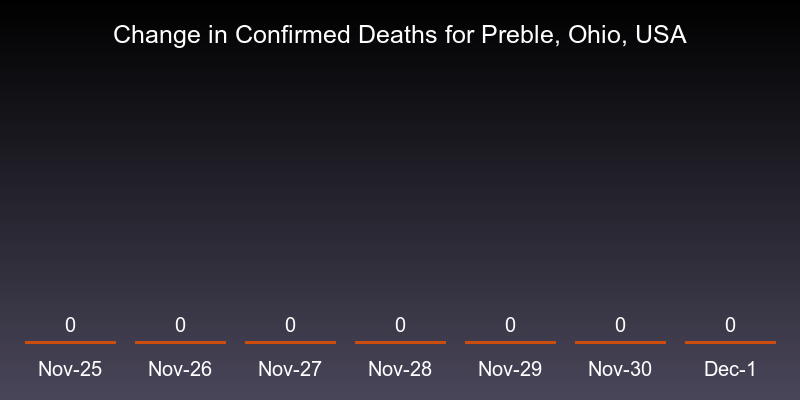 Change in Confirmed Deaths for Preble, Ohio, USA
0 0 0 0 0 0 0
Nov-25 Nov-26 Nov-27 Nov-28 Nov-29 Nov-30 Dec-1